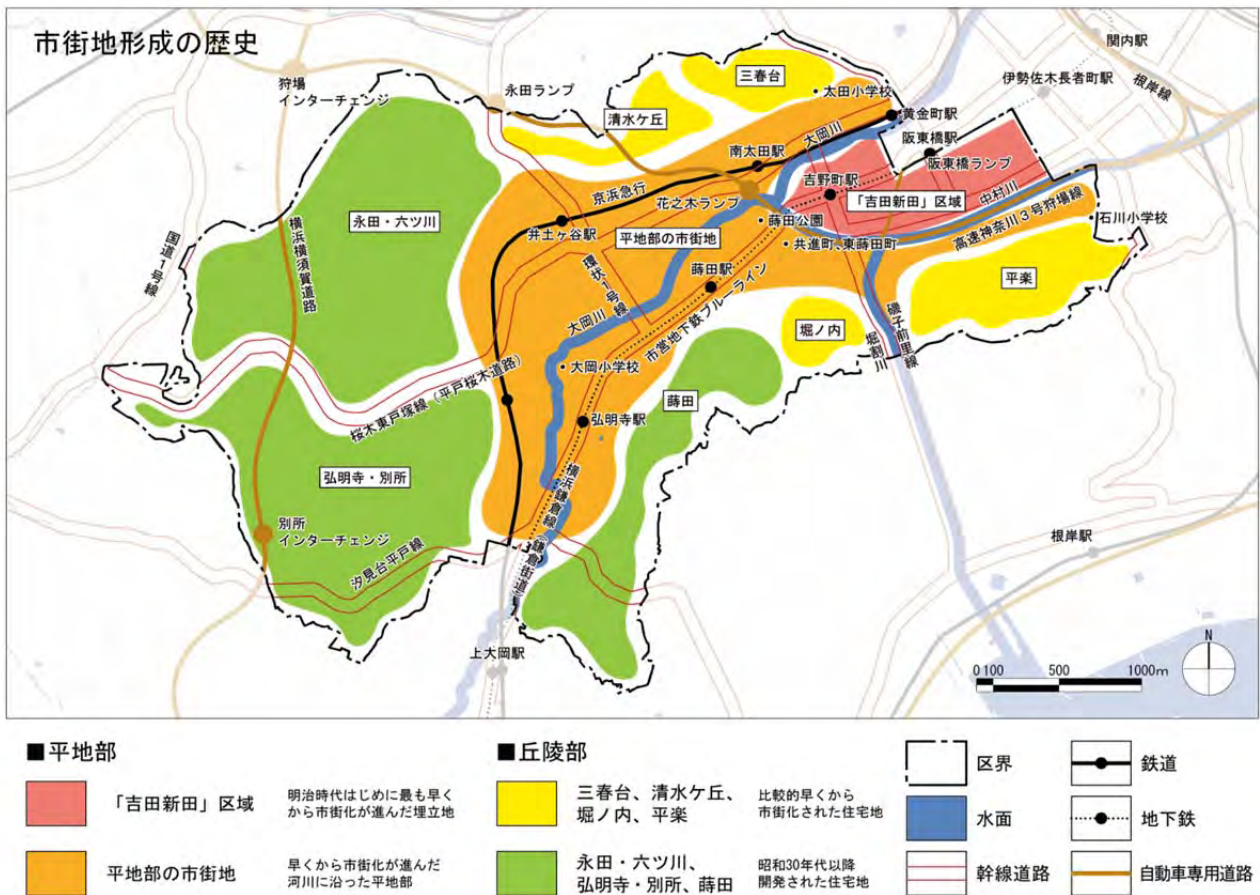 市街地形成の歴史
関内駅
根岸線
伊勢佐木長者町駅
狩場
インターチェンジ
永田ランプ
三春台
・太田小学校
清水ケ丘
黄金町駅
大岡川
阪東橋駅
阪東橋ランプ
南太田駅
京浜急行
吉野町駅
花之木ランプ
「吉田新田」区域
中村川
永田・六ツ川
井土ヶ谷駅
平地部の市街地
・蒔田公園
・共進町、東蒔田町
高速神奈川3号狩場線
・石川小学校
国道1号線
横浜横須賀道路
環状1号線
蒔田駅
平楽
大岡川
市営地下鉄ブルーライン
堀ノ内
堀割川
磯子前里線
・大岡小学校
桜木東戸塚線(平戸桜木道路)
蒔田
弘明寺駅
弘明寺・別所
横浜鎌倉線(鎌倉街道)
別所
インターチェンジ
汐見台平戸線
根岸駅
上大岡駅
N
0 100 500 1000m
■平地部
「吉田新田」区域
明治時代はじめに最も早く
から市街化が進んだ埋立地
平地部の市街地
早くから市街化が進んだ
河川に沿った平地部
■丘陵部
三春台、清水ケ丘、
堀ノ内、平楽
比較的早くから
市街化された住宅地
永田・六ツ川、
弘明寺・別所、蒔田
昭和30年代以降
開発された住宅地
区界
鉄道
水面
地下鉄
幹線道路
自動車専用道路